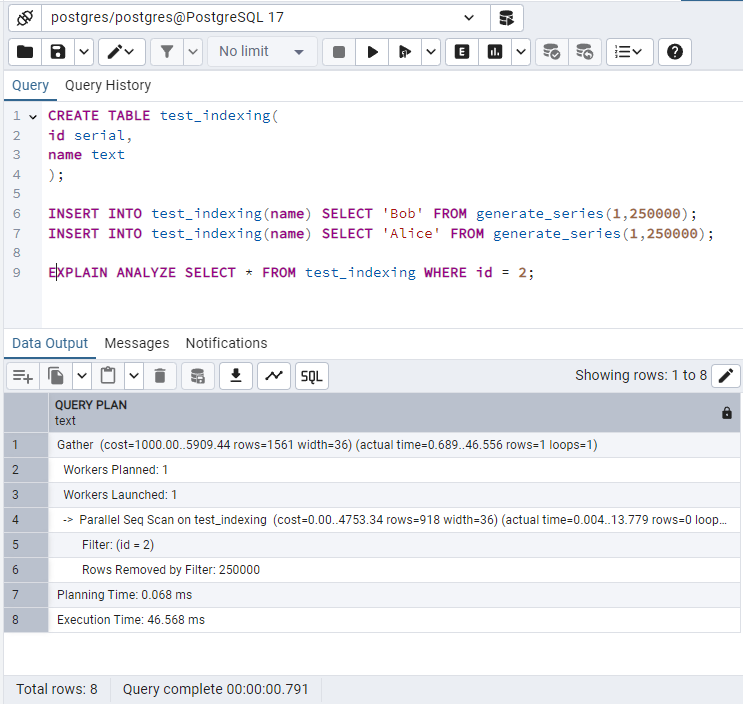 postgres/postgres@PostgreSQL 17
No limit
E
Query Query History
1 CREATE TABLE test_indexing(
2 id serial,
3 name text
4 );
5
6 INSERT INTO test_indexing(name) SELECT 'Bob' FROM generate_series(1,250000);
7 INSERT INTO test_indexing(name) SELECT 'Alice' FROM generate_series(1,250000);
8
9 EXPLAIN ANALYZE SELECT * FROM test_indexing WHERE id = 2;
Data Output Messages Notifications
SQL Showing rows: 1 to 8
QUERY PLAN
text
1 Gather (cost=1000.00..5909.44 rows=1561 width=36) (actual time=0.689..46.556 rows=1 loops=1)
2 Workers Planned: 1
3 Workers Launched: 1
4 -> Parallel Seq Scan on test_indexing (cost=0.00..4753.34 rows=918 width=36) (actual time=0.004..13.779 rows=0 loop...
5 Filter: (id = 2)
6 Rows Removed by Filter: 250000
7 Planning Time: 0.068 ms
8 Execution Time: 46.568 ms
Total rows: 8 Query complete 00:00:00.791